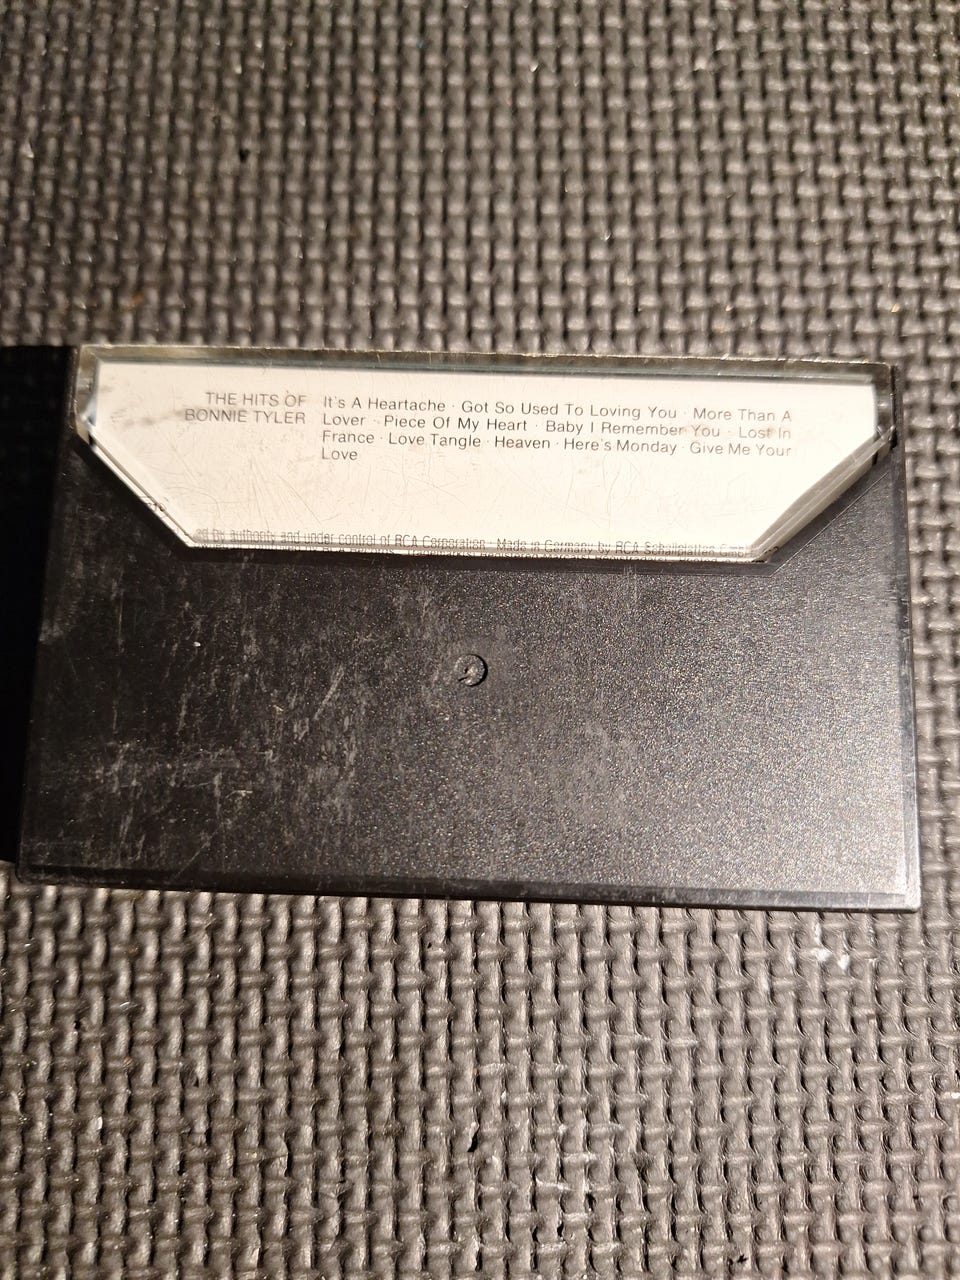 THE HITS OF
BONNIE TYLER
It's A Heartache · Got So Used To Loving You · More Than A
Lover · Piece Of My Heart · Baby I Remember You · Lost In
France · Love Tangle · Heaven · Here's Monday · Give Me Your
Love
by authority and under control of RCA Corporation · Made in Germany by RCA Schallplatten